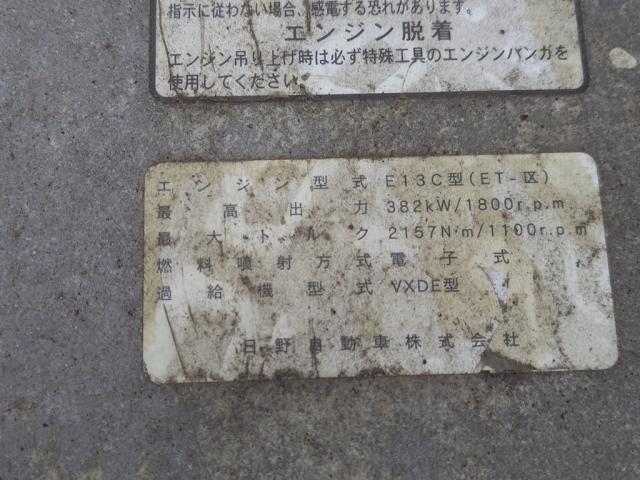 指示に従わない場合、感電する恐れがあります。
エンジン脱着
エンジン吊り上げ時は必ず特殊工具のエンジンハンガを
使用してください。
エンジン型式 E13C型(ET-区)
最高出力 382kW/1800r.p.m
最大トルク 2157N·m/1100r.p.m
燃料噴射方式 電子式
過給機型式 VXDE型
日野自動車株式会社